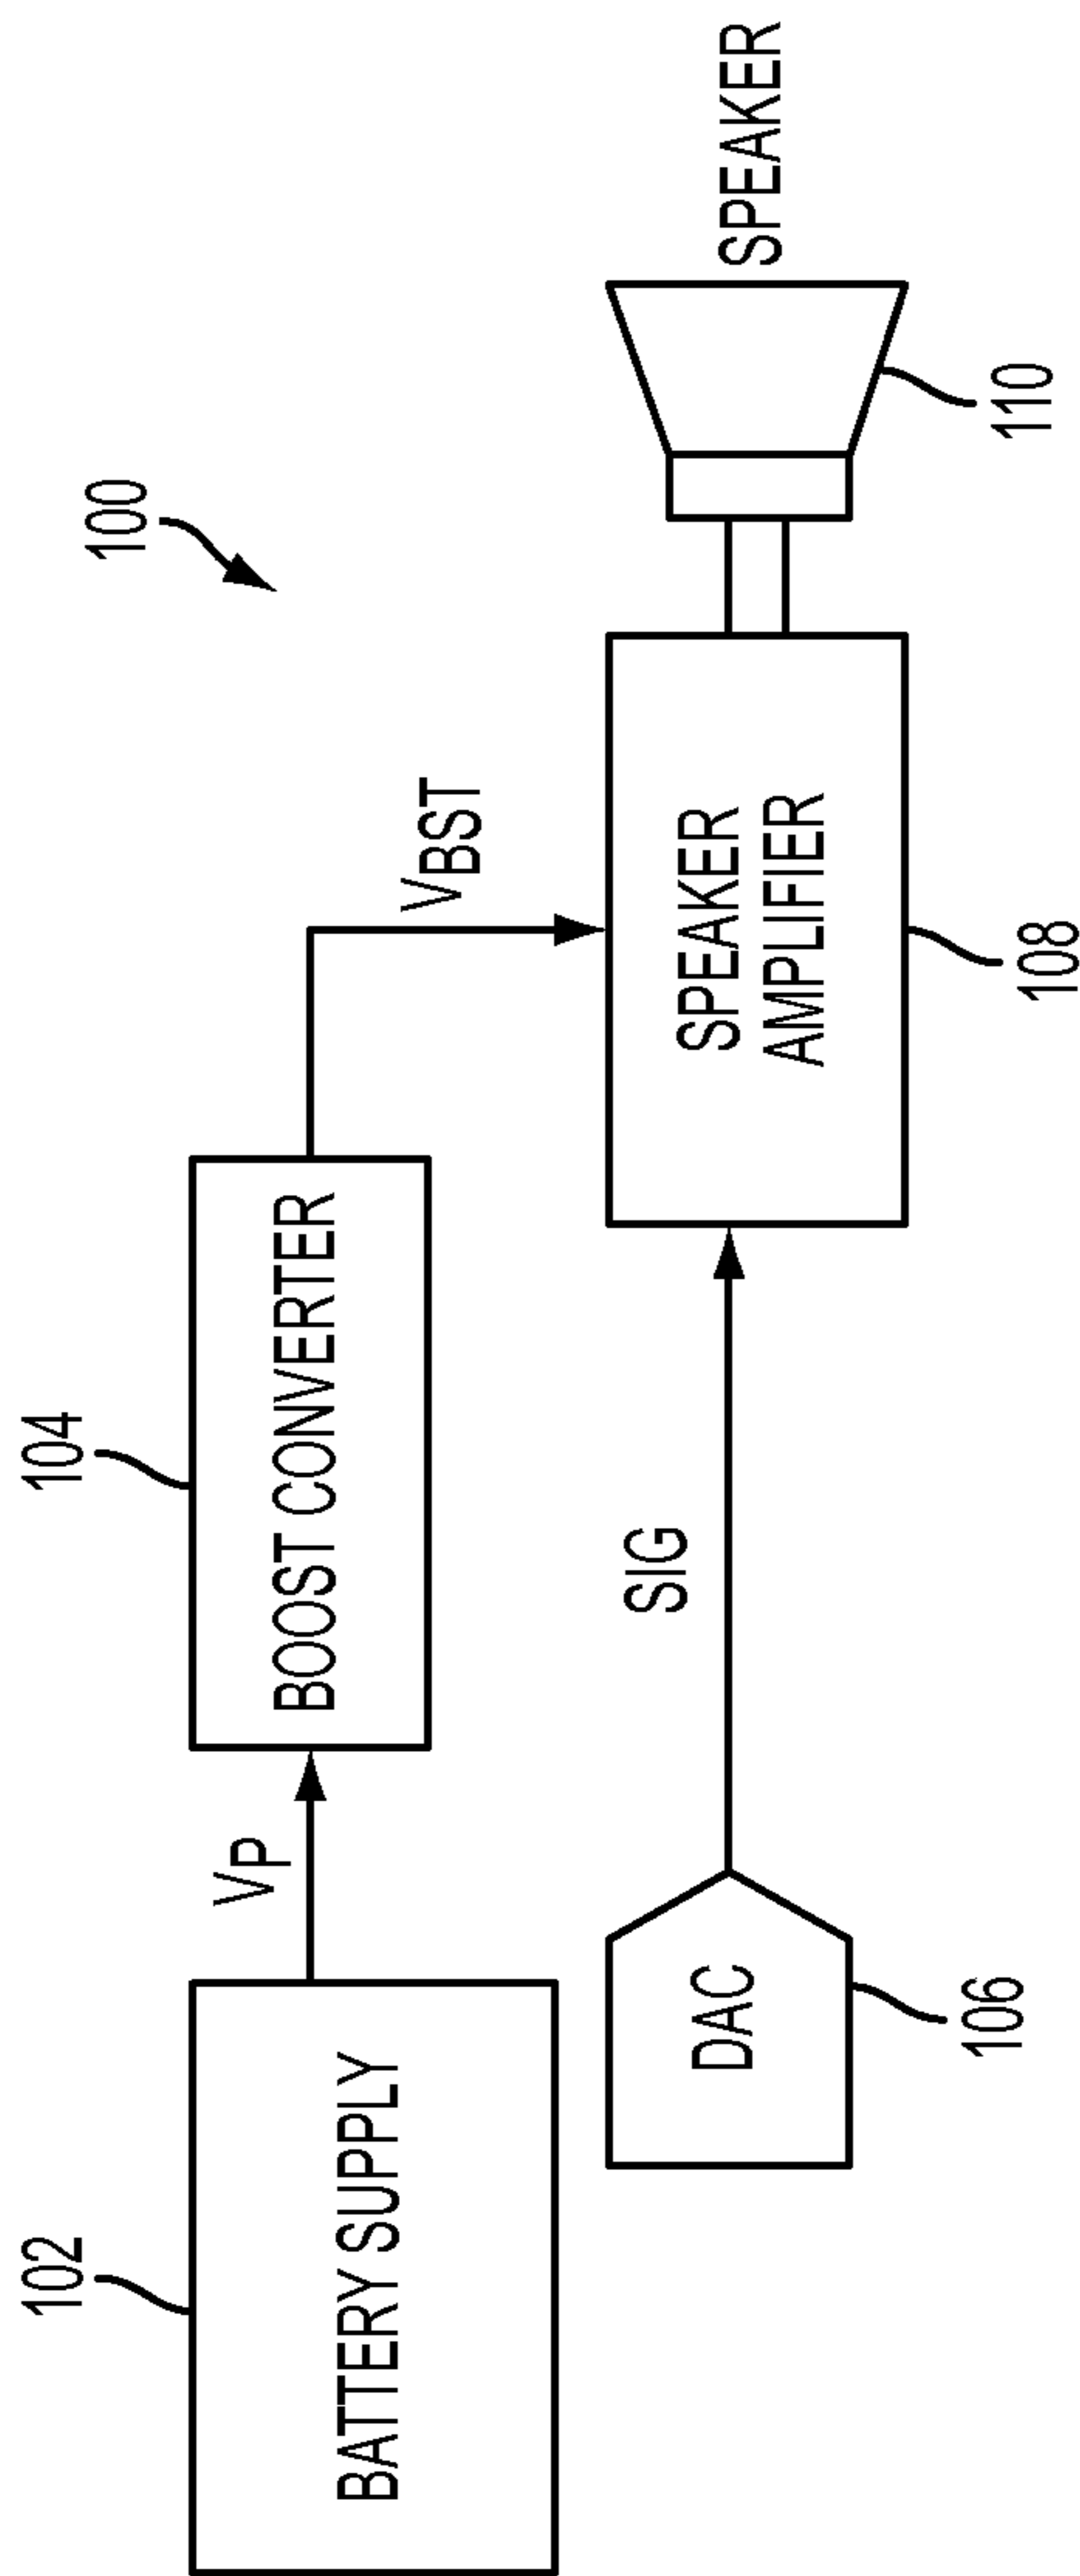 100
102
BATTERY SUPPLY
VP
104
BOOST CONVERTER
VBST
DAC
106
SIG
SPEAKER
AMPLIFIER
108
SPEAKER
110